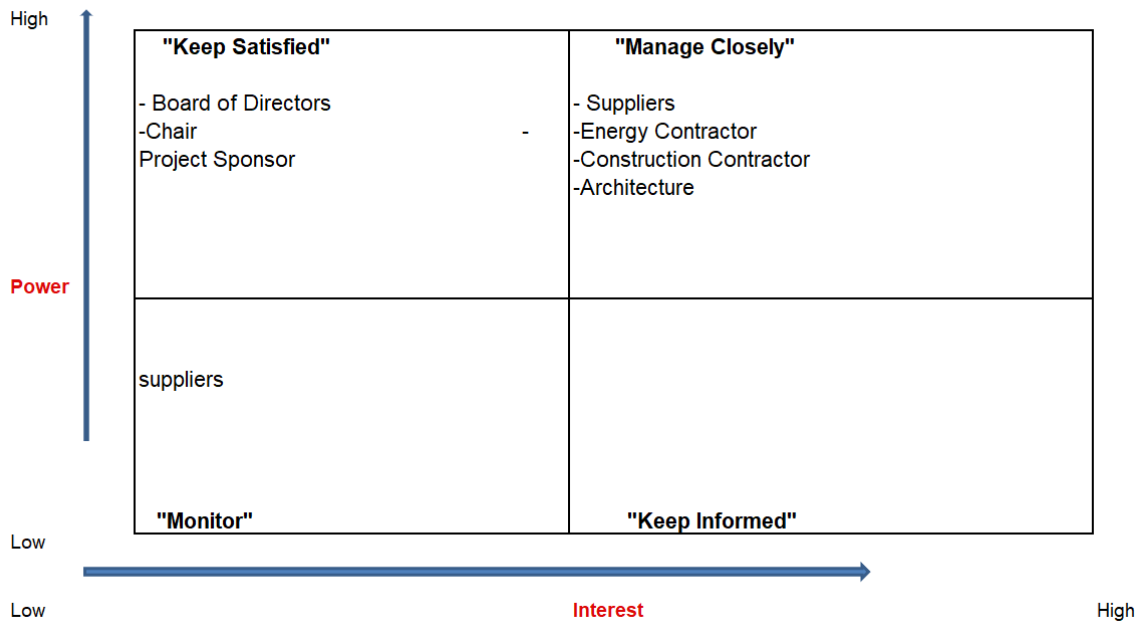 High
"Keep Satisfied"
"Manage Closely"
- Board of Directors
-Chair -
Project Sponsor
- Suppliers
-Energy Contractor
-Construction Contractor
-Architecture
Power
suppliers
"Monitor"
"Keep Informed"
Low
Low
Interest
High